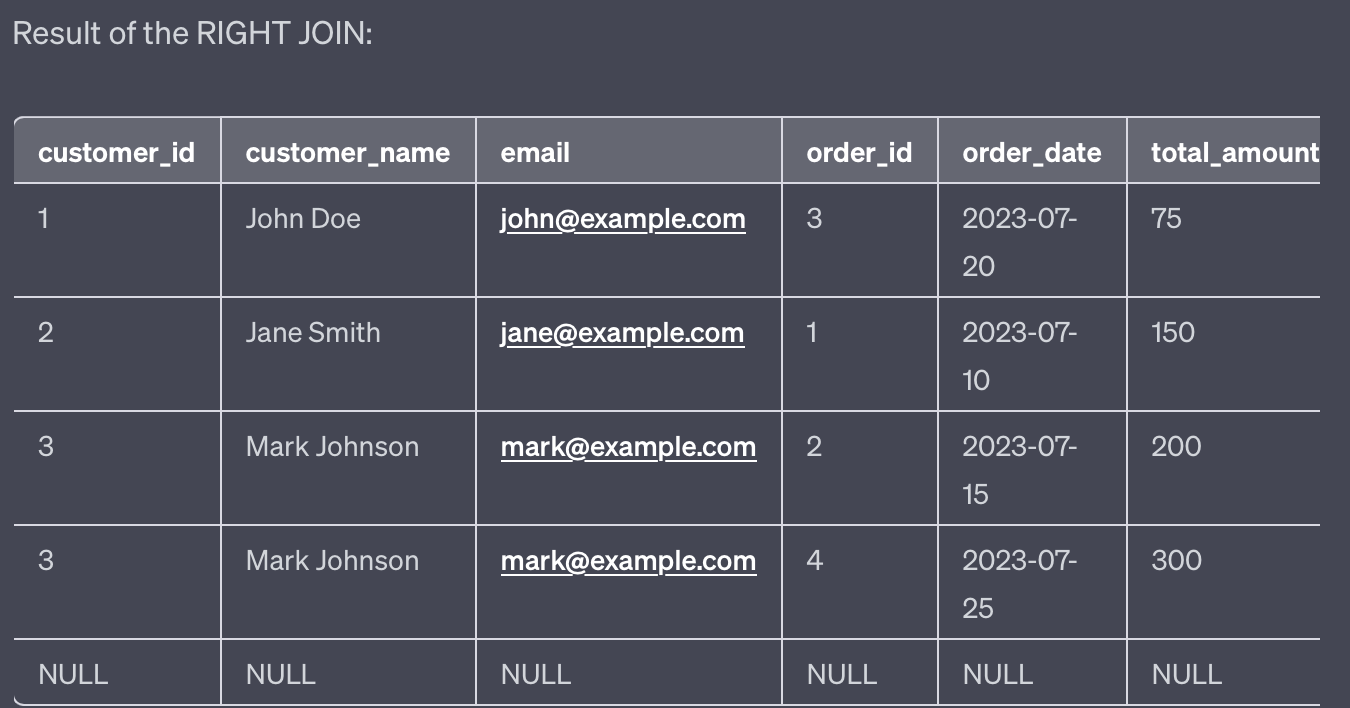 Result of the RIGHT JOIN:
customer_id customer_name email order_id order_date total_amount
1 John Doe john@example.com 3 2023-07-
20 75
2 Jane Smith jane@example.com 1 2023-07-
10 150
3 Mark Johnson mark@example.com 2 2023-07-
15 200
3 Mark Johnson mark@example.com 4 2023-07-
25 300
NULL NULL NULL NULL NULL NULL